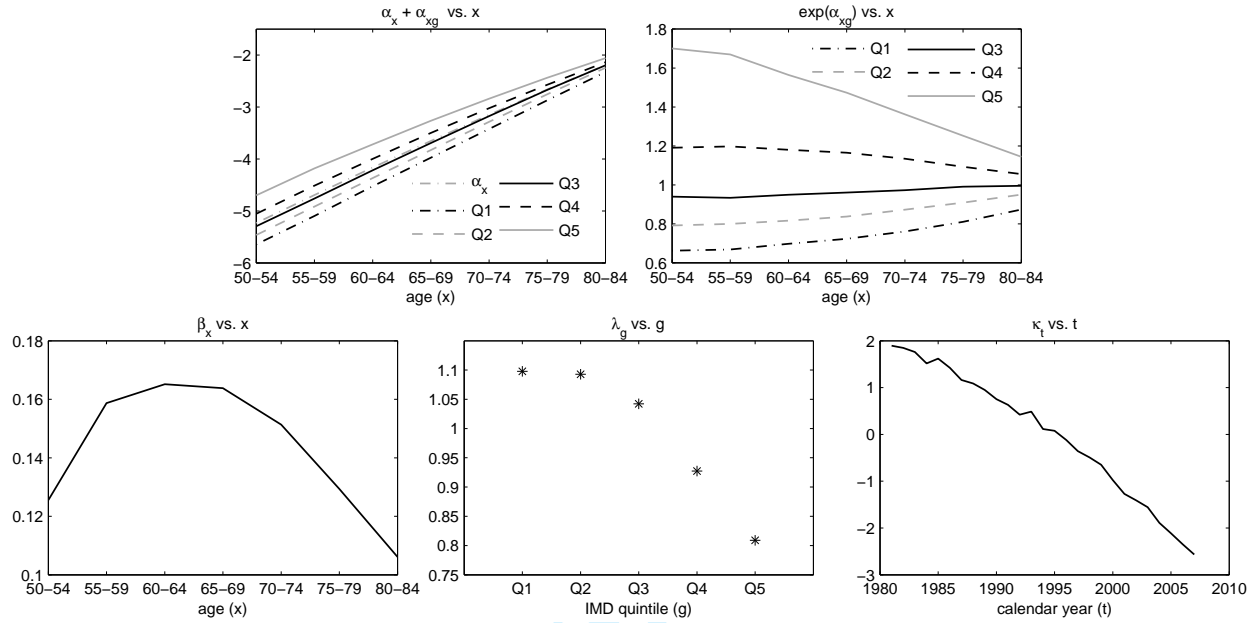 α_x + α_xg vs. x
−2
−3
−4
−5
−6
50−54 55−59 60−64 65−69 70−74 75−79 80−84
age (x)
α_x
Q1
Q2
Q3
Q4
Q5
exp(α_xg) vs. x
1.8
1.6
1.4
1.2
1
0.8
0.6
50−54 55−59 60−64 65−69 70−74 75−79 80−84
age (x)
Q1
Q2
Q3
Q4
Q5
β_x vs. x
0.18
0.16
0.14
0.12
0.1
50−54 55−59 60−64 65−69 70−74 75−79 80−84
age (x)
λ_g vs. g
1.1
1.05
1
0.95
0.9
0.85
0.8
0.75
Q1 Q2 Q3 Q4 Q5
IMD quintile (g)
κ_t vs. t
2
1
0
−1
−2
−3
1980 1985 1990 1995 2000 2005 2010
calendar year (t)